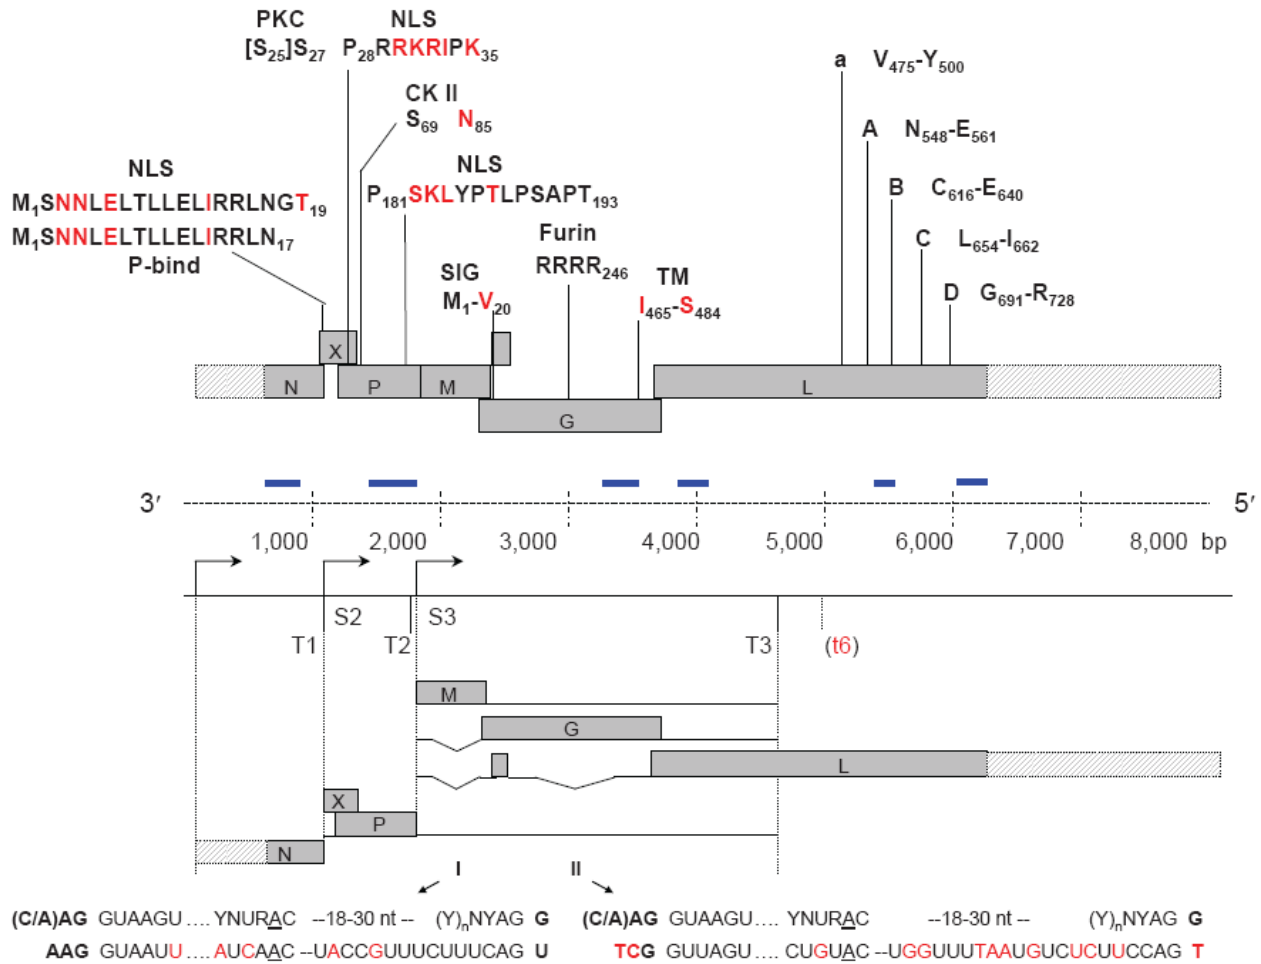 PKC NLS
[S25]S27 P28RRKRIPK35
a V475-Y500
CK II
S69 N85
A N548-E561
NLS
NLS
M1SNNLELTLLELIRRLNGT19
P181SKLYPTLPSAPT193
B C616-E640
M1SNNLELTLLELIRRLN17
P-bind
Furin
RRRR246
C L654-I662
SIG
M1-V20
TM
I465-S484
D G691-R728
X
N P M L
G
3′ 5′
1,000 2,000 3,000 4,000 5,000 6,000 7,000 8,000 bp
S2 S3
T1 T2 T3 (t6)
M
G
L
X
P
N
I II
(C/A)AG GUAAGU .... YNURAC --18-30 nt -- (Y)nNYAG G
(C/A)AG GUAAGU .... YNURAC --18-30 nt -- (Y)nNYAG G
AAG GUAAUU .... AUCAAC --UACCGUUUCUUUCAG U
TCG GUUAGU .... CUGUAC --UGGUUUTAAUGUCUCUUCCAG T